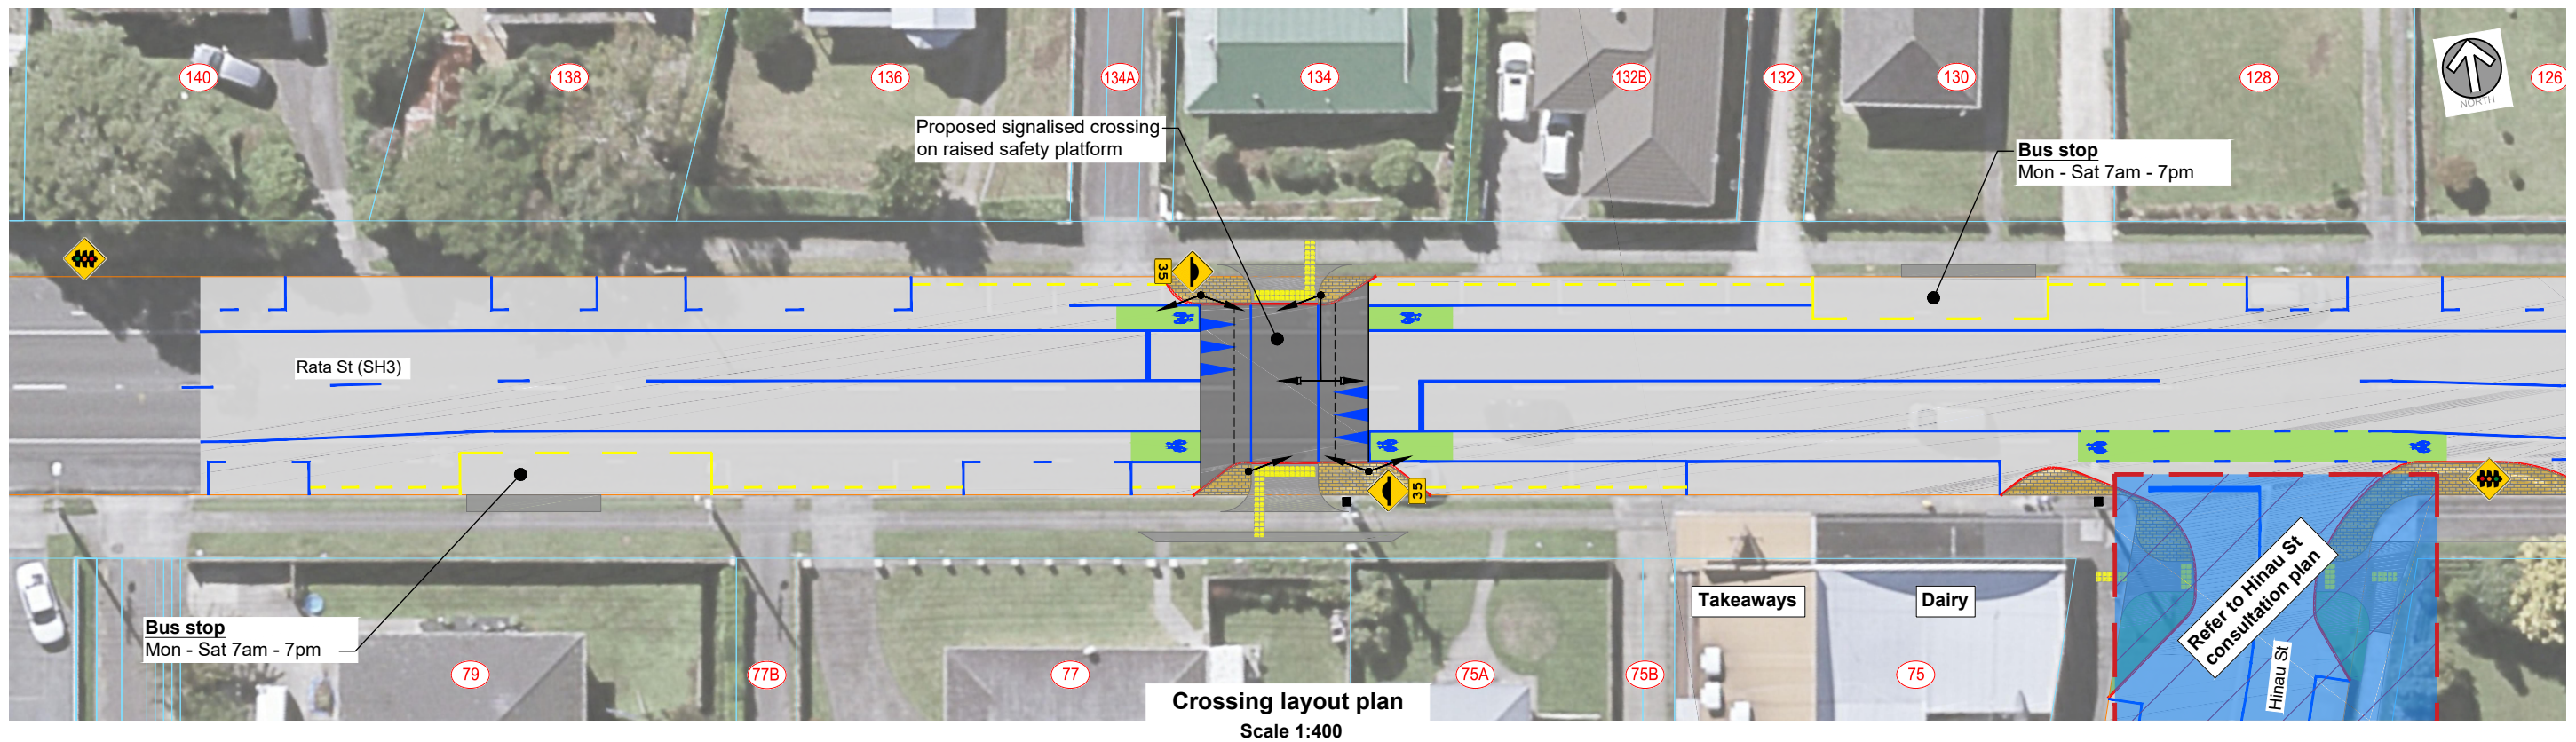 140
138
136
134A
134
132B
132
130
128
126
NORTH
Proposed signalised crossing
on raised safety platform
Bus stop
Mon - Sat 7am - 7pm
35
Rata St (SH3)
35
Bus stop
Mon - Sat 7am - 7pm
Takeaways
Dairy
Refer to Hinau St
consultation plan
Hinau St
79
77B
77
75A
75B
75
Crossing layout plan
Scale 1:400